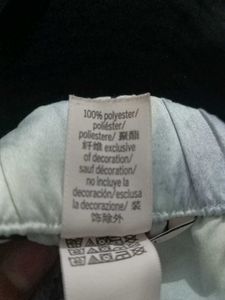 100% polyester/
poliéster/
poliestere/ 聚酯
纤维 exclusive
of decoration/
sauf décoration/
no incluye la
decoración/esclusa
la decorazione/ 装
饰除外